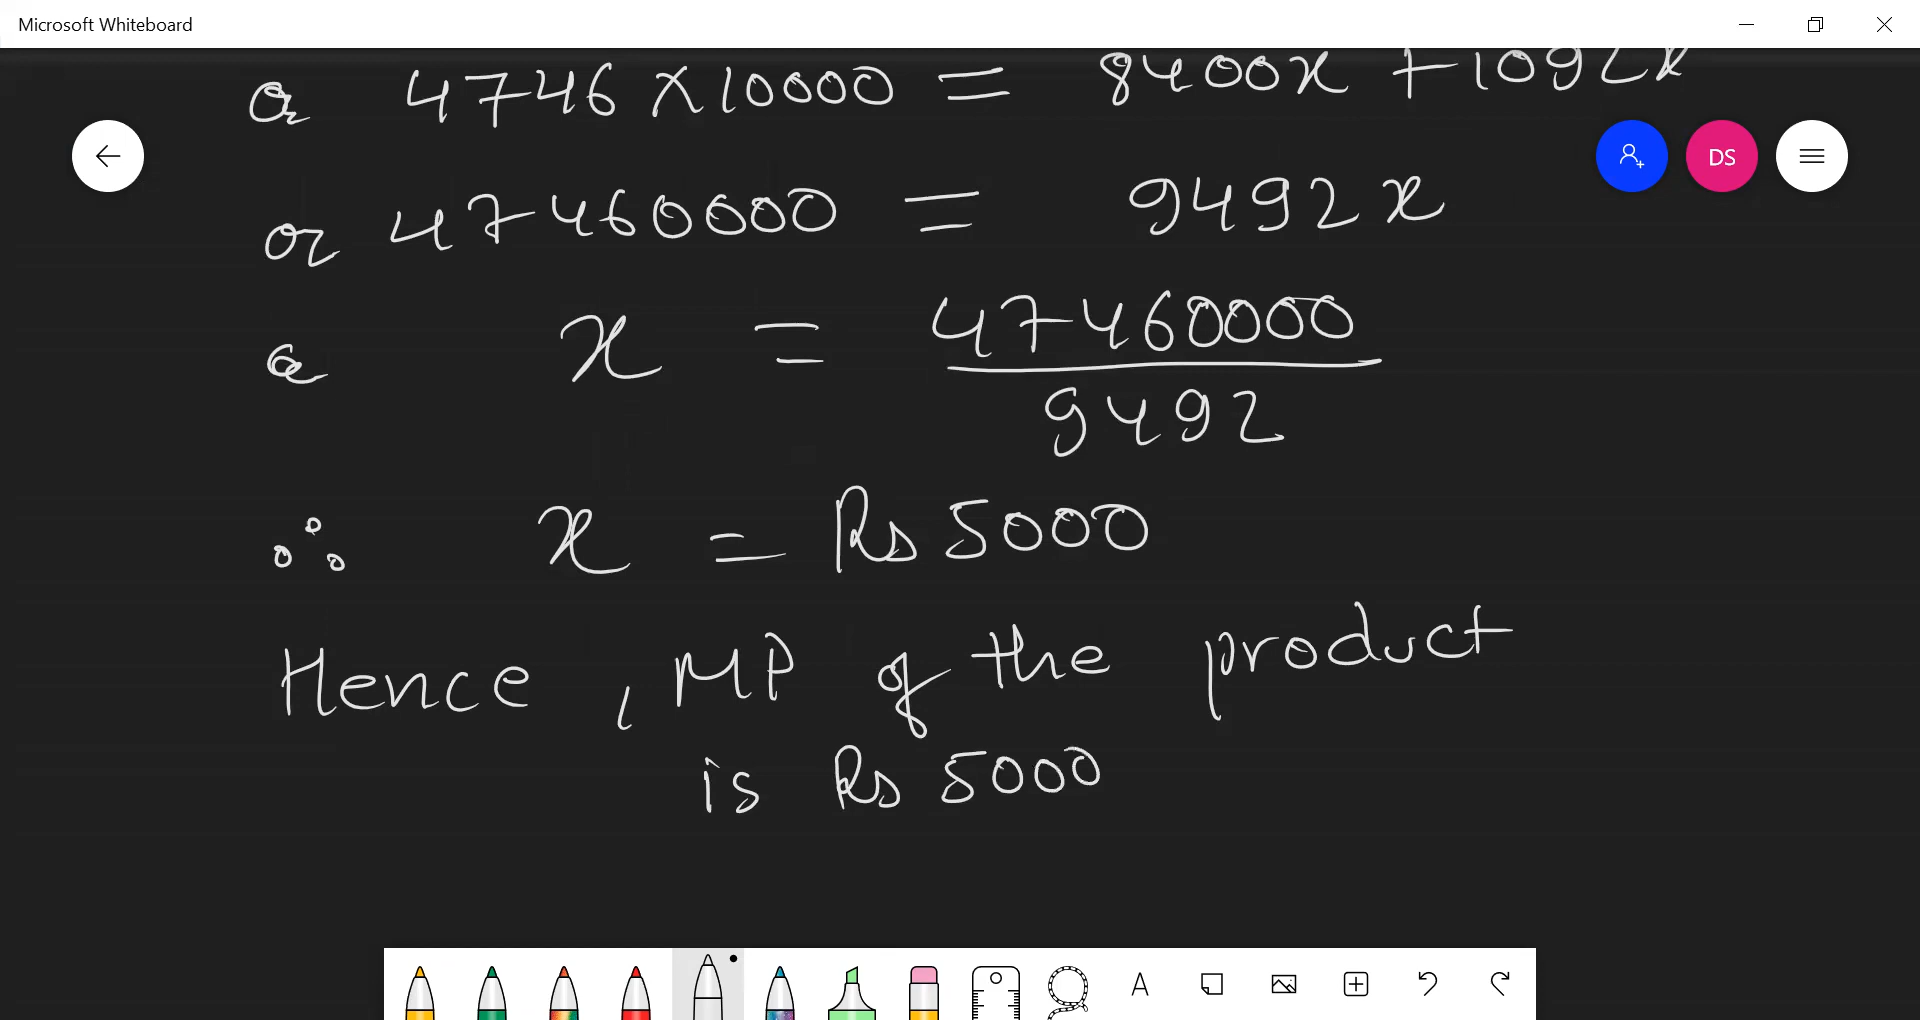 Microsoft Whiteboard
or 4746 × 10000 = 8400x + 1092x
DS
or 47460000 = 9492x
or x = 47460000
9492
∴ x = Rs 5000
Hence, MP of the product
is Rs 5000
A